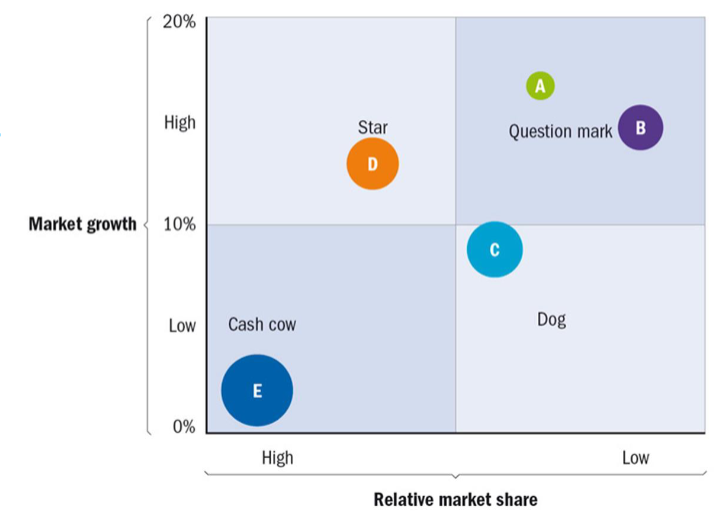 20%
A
High
Star
Question mark
B
D
Market growth
10%
C
Low
Cash cow
Dog
E
0%
High
Low
Relative market share